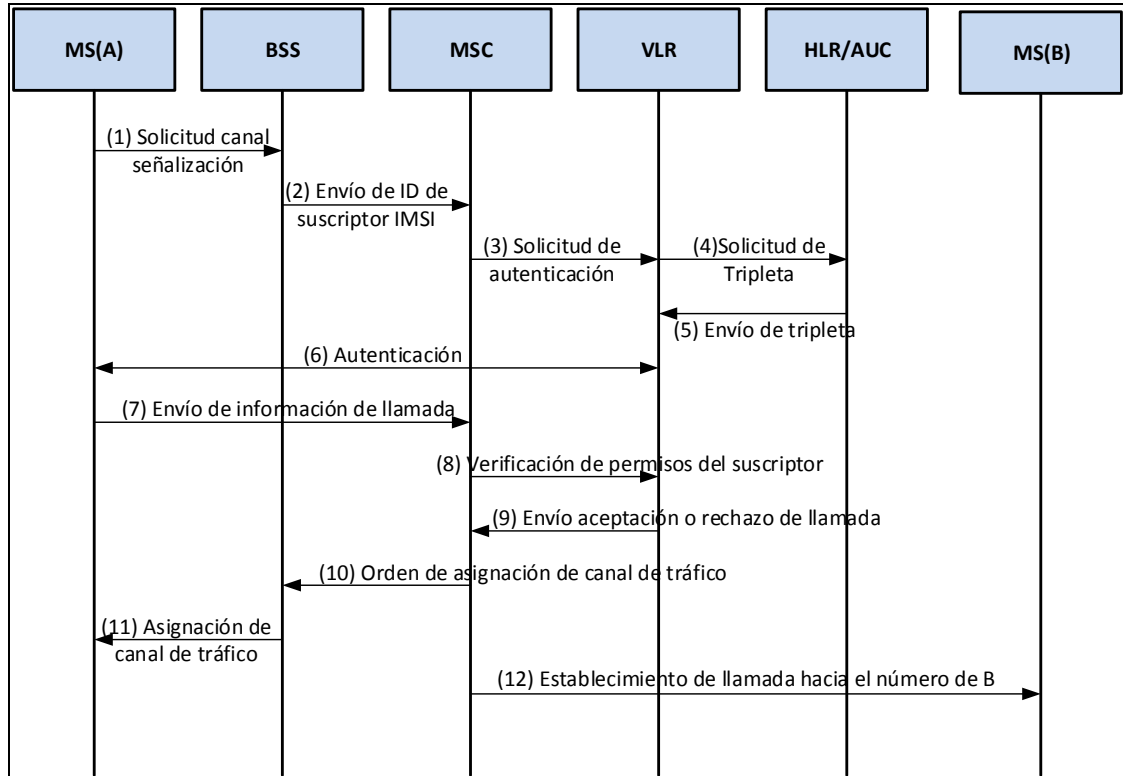 MS(A)
BSS
MSC
VLR
HLR/AUC
MS(B)
(1) Solicitud canal
señalización
(2) Envío de ID de
suscriptor IMSI
(3) Solicitud de
autenticación
(4)Solicitud de
Tripleta
(5) Envío de tripleta
(6) Autenticación
(7) Envío de información de llamada
(8) Verificación de permisos del suscriptor
(9) Envío aceptación o rechazo de llamada
(10) Orden de asignación de canal de tráfico
(11) Asignación de
canal de tráfico
(12) Establecimiento de llamada hacia el número de B